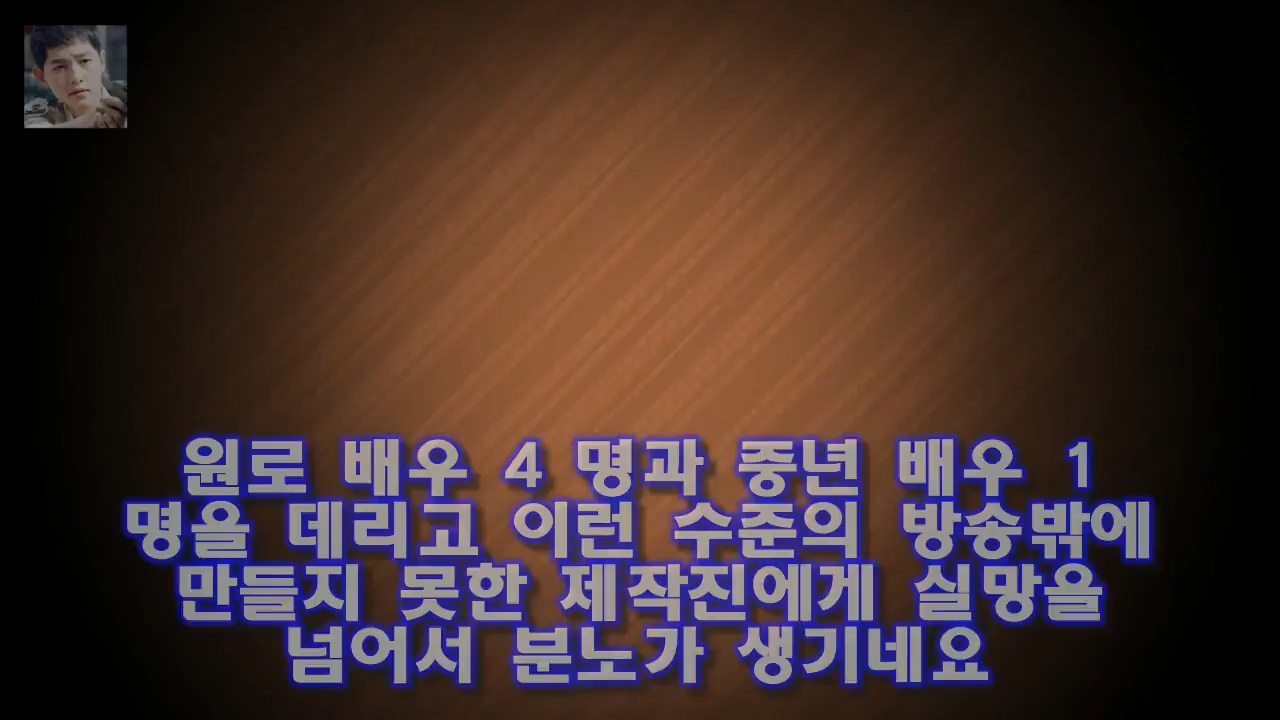 원로 배우 4 명과 중년 배우 1
명을 데리고 이런 수준의 방송밖에
만들지 못한 제작진에게 실망을
넘어서 분노가 생기네요